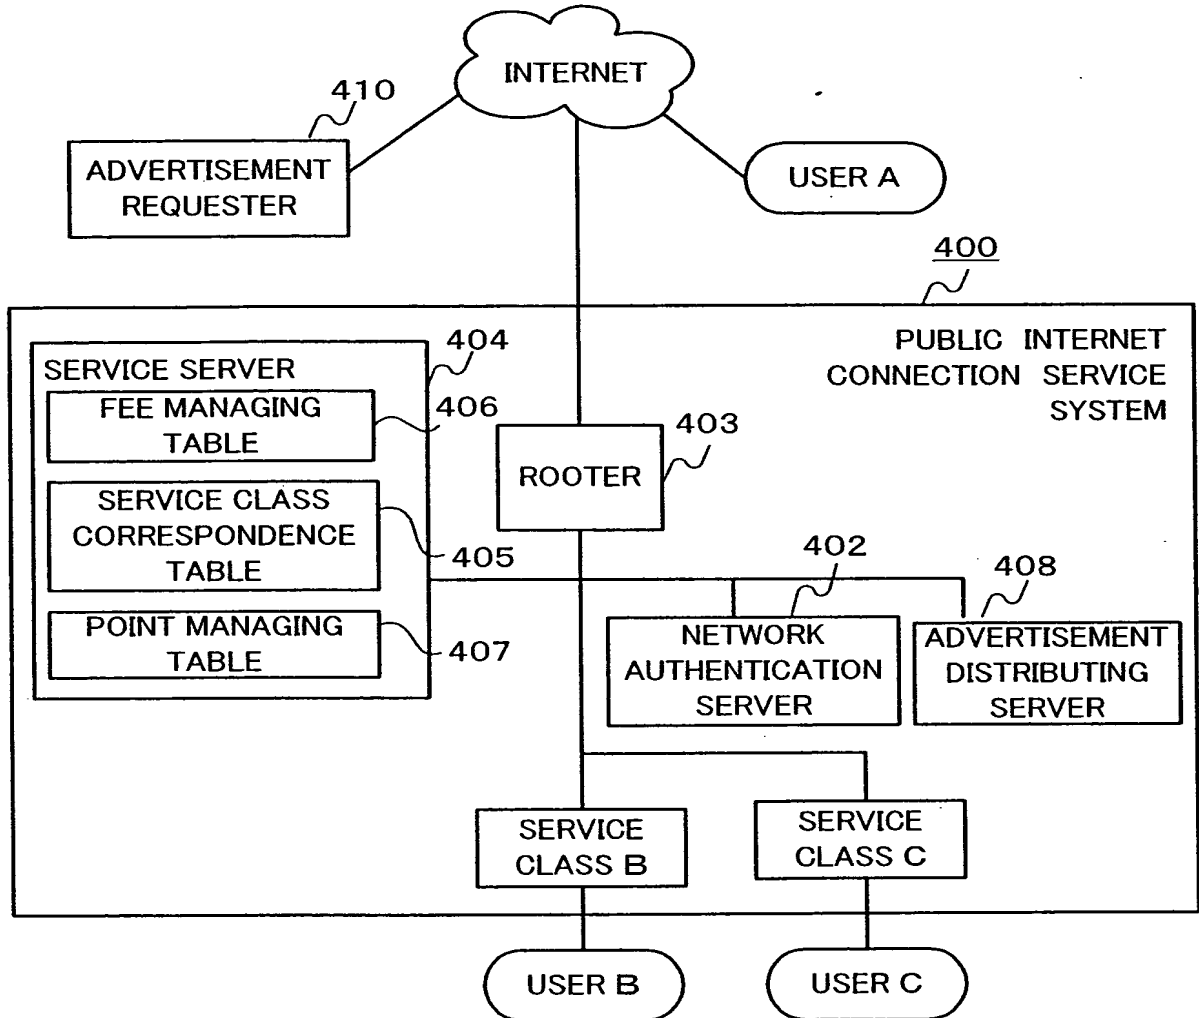 INTERNET
410
ADVERTISEMENT
REQUESTER
USER A
400
PUBLIC INTERNET
CONNECTION SERVICE
SYSTEM
404
SERVICE SERVER
FEE MANAGING
TABLE
406
403
ROOTER
SERVICE CLASS
CORRESPONDENCE
TABLE
405
402
408
POINT MANAGING
TABLE
407
NETWORK
AUTHENTICATION
SERVER
ADVERTISEMENT
DISTRIBUTING
SERVER
SERVICE
CLASS B
SERVICE
CLASS C
USER B
USER C